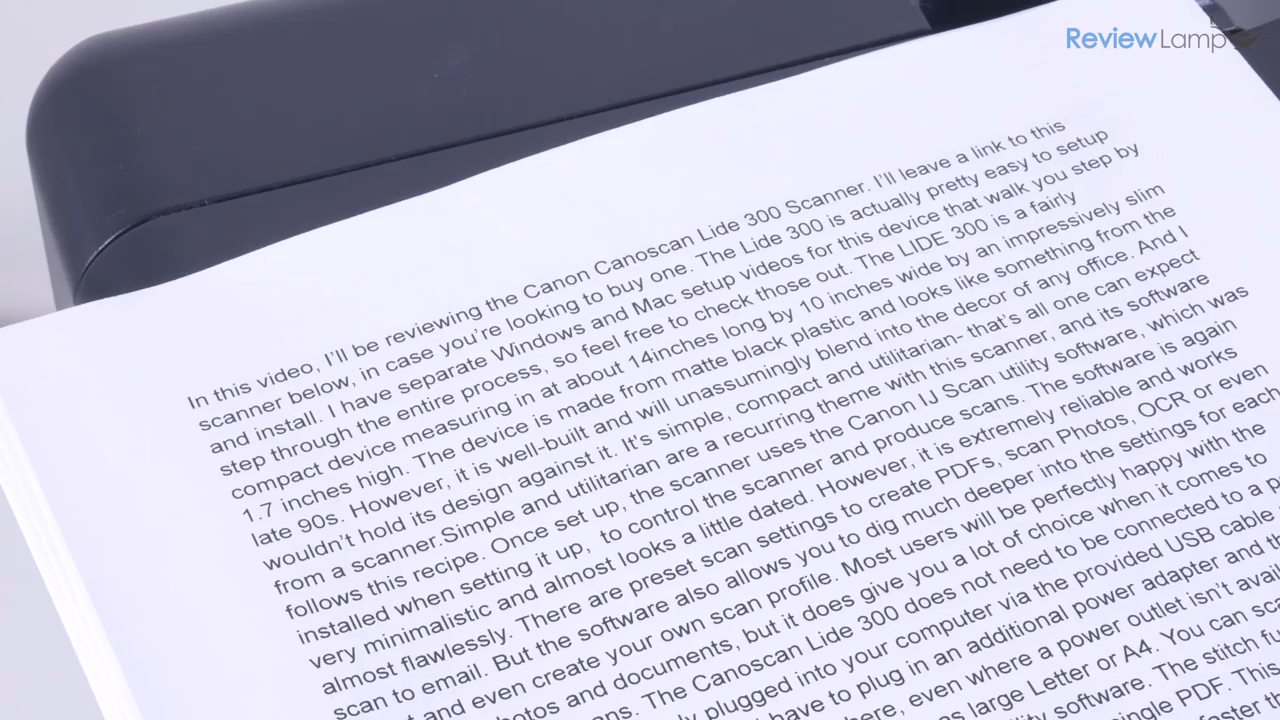 ReviewLamp
In this video, I'll be reviewing the Canon Canoscan Lide 300 Scanner. I'll leave a link to this
scanner below, in case you're looking to buy one. The Lide 300 is actually pretty easy to setup
and install. I have separate Windows and Mac setup videos for this device that walk you step by
step through the entire process, so feel free to check those out. The LIDE 300 is a fairly
compact device measuring in at about 14inches long by 10 inches wide by an impressively slim
1.7 inches high. The device is made from matte black plastic and looks like something from the
late 90s. However, it is well-built and will unassumingly blend into the decor of any office. And I
wouldn't hold its design against it. It's simple, compact and utilitarian- that's all one can expect
from a scanner.Simple and utilitarian are a recurring theme with this scanner, and its software
follows this recipe. Once set up, the scanner uses the Canon IJ Scan utility software, which was
installed when setting it up, to control the scanner and produce scans. The software is again
very minimalistic and almost looks a little dated. However, it is extremely reliable and works
almost flawlessly. There are preset scan settings to create PDFs, scan Photos, OCR or even
scan to email. But the software also allows you to dig much deeper into the settings for each
and even create your own scan profile. Most users will be perfectly happy with the
and documents, but it does give you a lot of choice when it comes to
The Canoscan Lide 300 does not need to be connected to a
plugged into your computer via the provided USB cable
have to plug in an additional power adapter and
even where a power outlet isn't
large Letter or A4. You can
software. The stitch
single PDF. This